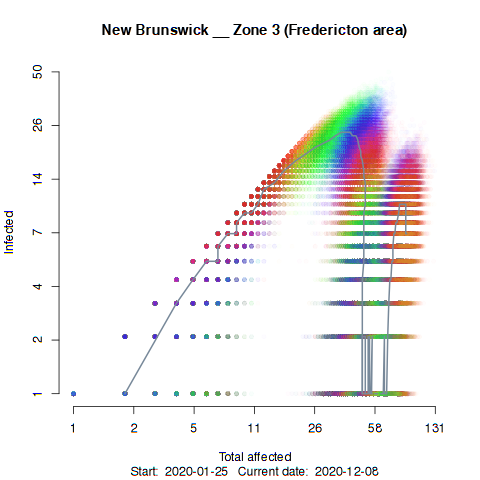 New Brunswick __ Zone 3 (Fredericton area)
50
26
14
7
4
2
1
Infected
1 2 5 11 26 58 131
Total affected
Start: 2020-01-25 Current date: 2020-12-08